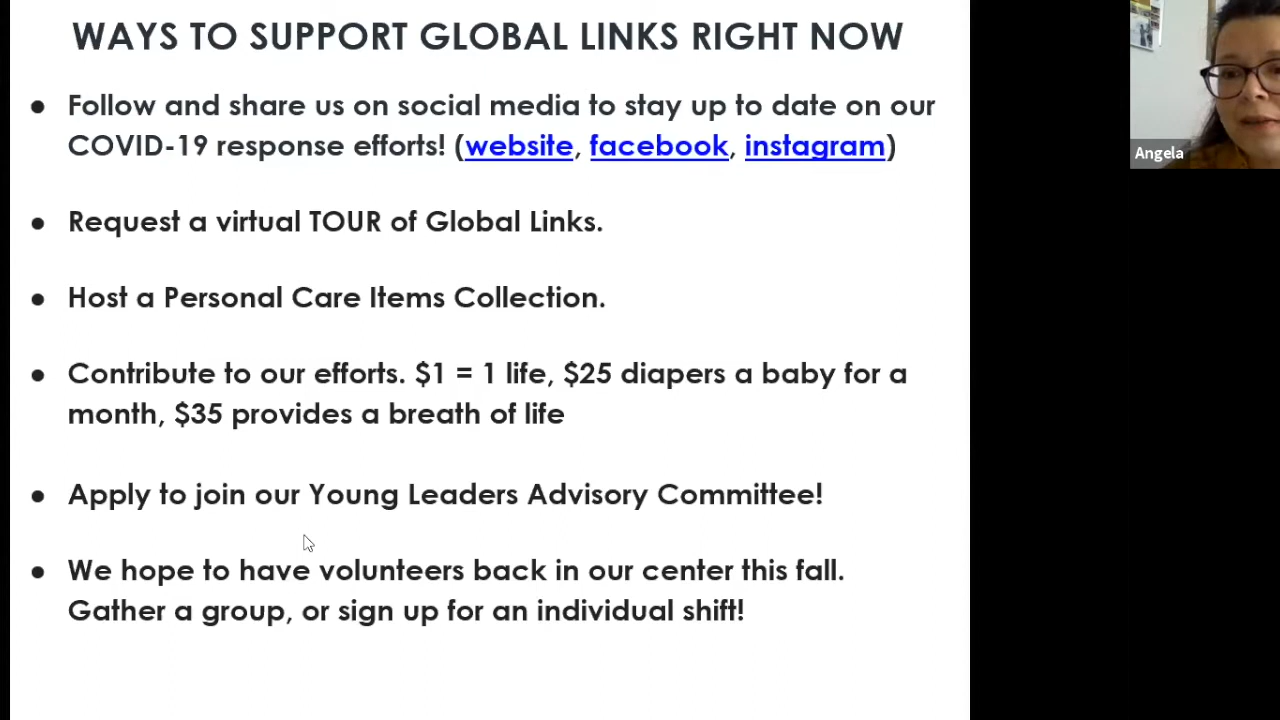 WAYS TO SUPPORT GLOBAL LINKS RIGHT NOW
● Follow and share us on social media to stay up to date on our
COVID-19 response efforts! (website, facebook, instagram)
● Request a virtual TOUR of Global Links.
● Host a Personal Care Items Collection.
● Contribute to our efforts. $1 = 1 life, $25 diapers a baby for a
month, $35 provides a breath of life
● Apply to join our Young Leaders Advisory Committee!
● We hope to have volunteers back in our center this fall.
Gather a group, or sign up for an individual shift!
Angela